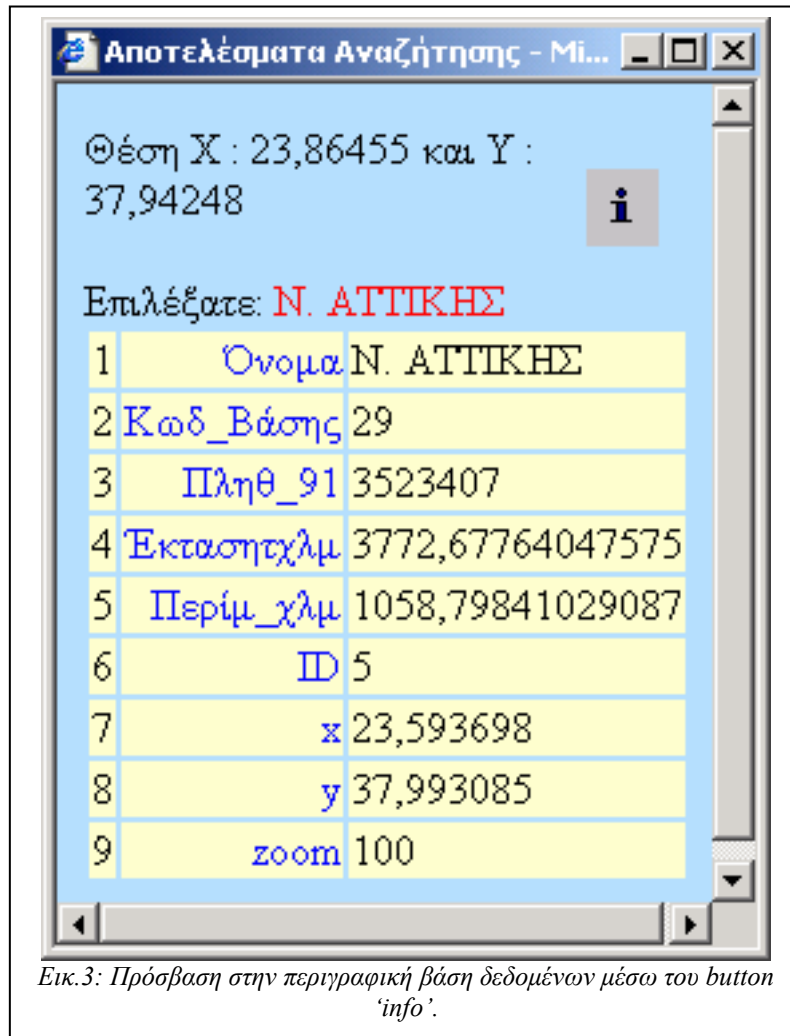 Αποτελέσματα Αναζήτησης - Mi...
Θέση X : 23,86455 και Y :
37,94248
i
Επιλέξατε: Ν. ΑΤΤΙΚΗΣ
1 Όνομα Ν. ΑΤΤΙΚΗΣ
2 Κωδ_Βάσης 29
3 Πληθ_91 3523407
4 Έκτασητχλμ 3772,67764047575
5 Περίμ_χλμ 1058,79841029087
6 ID 5
7 x 23,593698
8 y 37,993085
9 zoom 100
Εικ.3: Πρόσβαση στην περιγραφική βάση δεδομένων μέσω του button
‘info’.